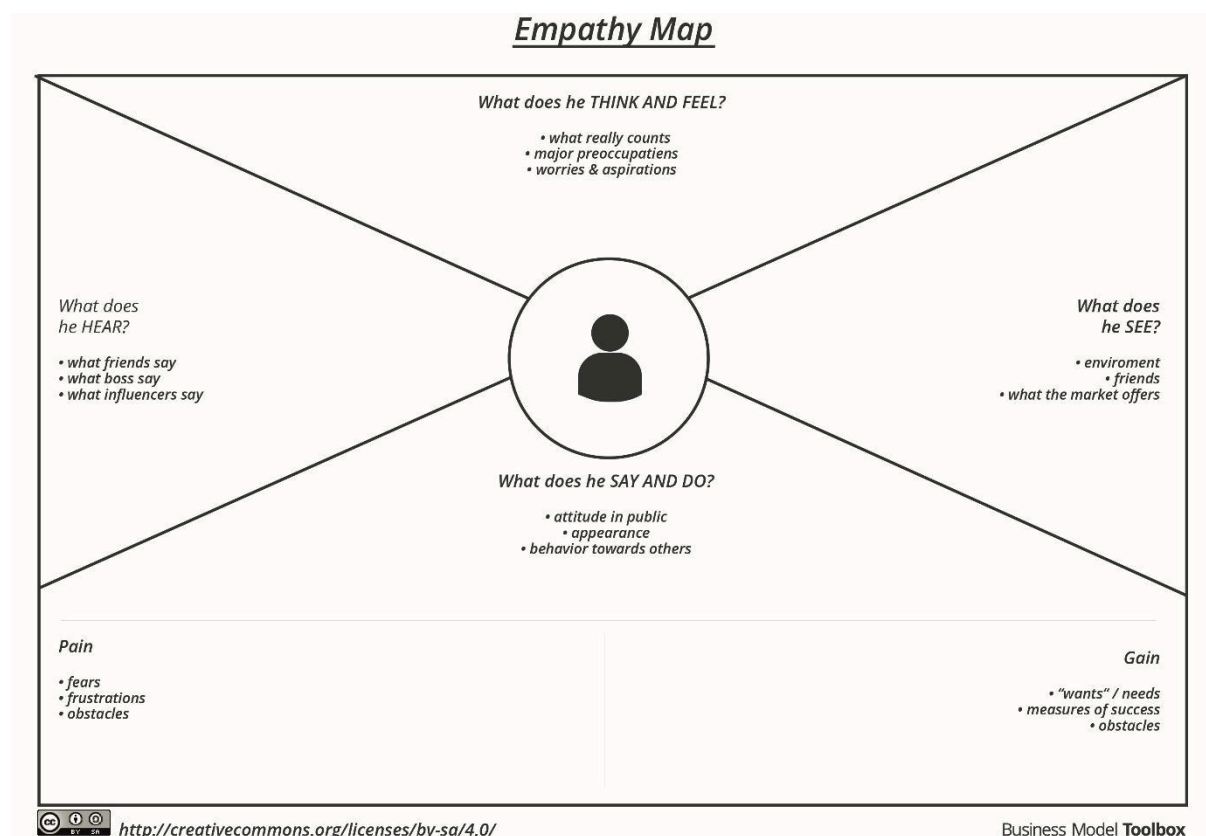 Empathy Map
What does he THINK AND FEEL?
• what really counts
• major preoccupatiens
• worries & aspirations
What does
he HEAR?
• what friends say
• what boss say
• what influencers say
What does
he SEE?
• enviroment
• friends
• what the market offers
What does he SAY AND DO?
• attitude in public
• appearance
• behavior towards others
Pain
• fears
• frustrations
• obstacles
Gain
• “wants“ / needs
• measures of success
• obstacles
cc BY SA
http://creativecommons.org/licenses/by-sa/4.0/
Business Model Toolbox